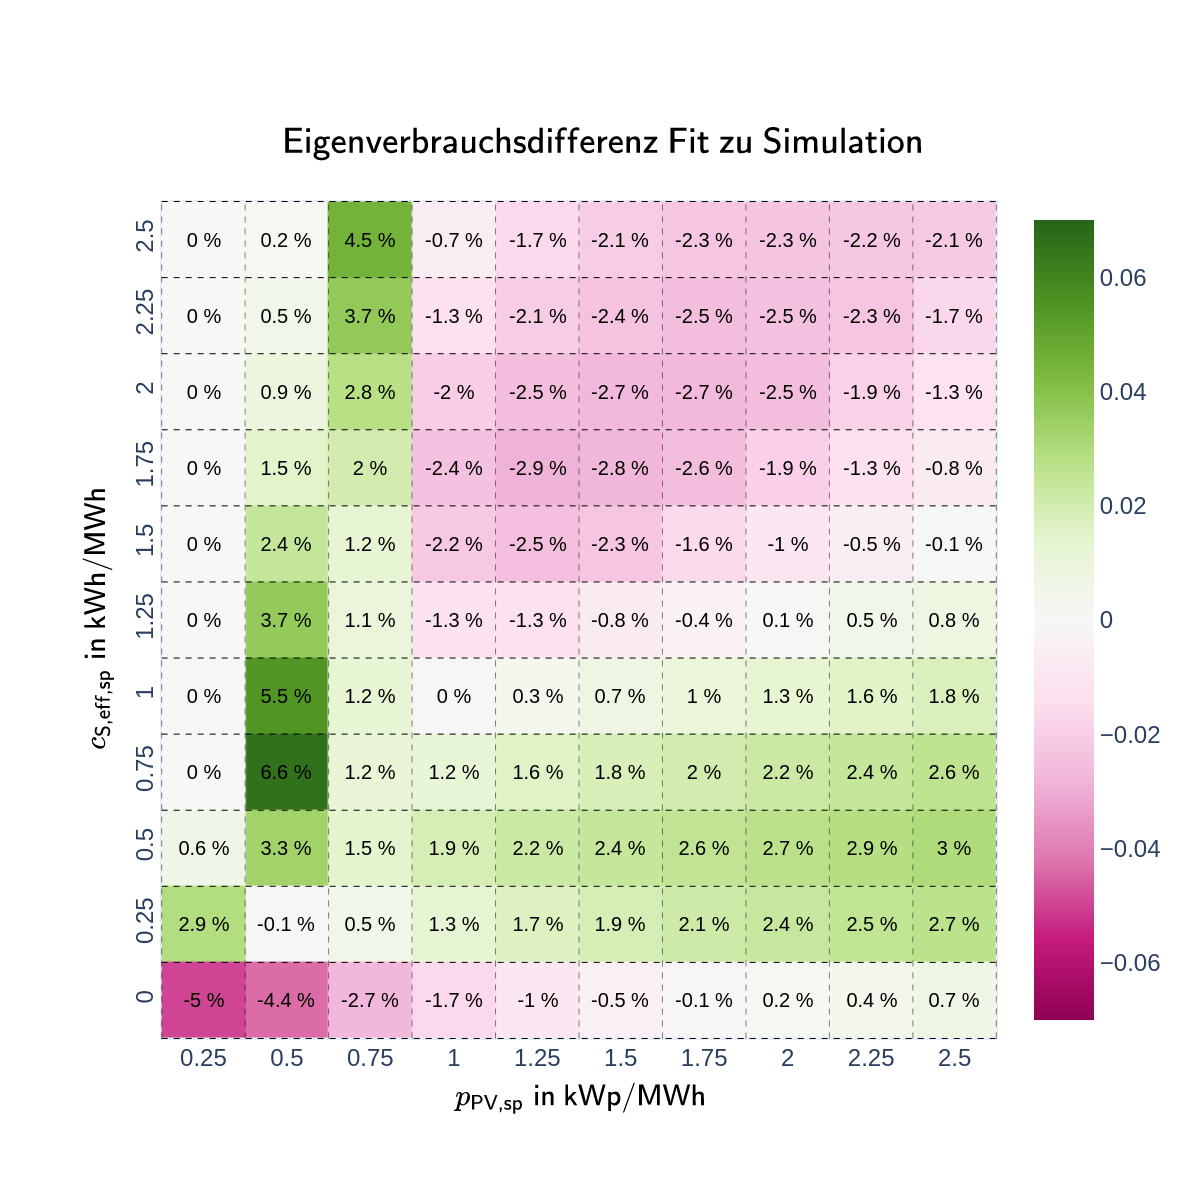 Eigenverbrauchsdifferenz Fit zu Simulation
2.5 0 % 0.2 % 4.5 % -0.7 % -1.7 % -2.1 % -2.3 % -2.3 % -2.2 % -2.1 %
2.25 0 % 0.5 % 3.7 % -1.3 % -2.1 % -2.4 % -2.5 % -2.5 % -2.3 % -1.7 %
2 0 % 0.9 % 2.8 % -2 % -2.5 % -2.7 % -2.7 % -2.5 % -1.9 % -1.3 %
1.75 0 % 1.5 % 2 % -2.4 % -2.9 % -2.8 % -2.6 % -1.9 % -1.3 % -0.8 %
1.5 0 % 2.4 % 1.2 % -2.2 % -2.5 % -2.3 % -1.6 % -1 % -0.5 % -0.1 %
1.25 0 % 3.7 % 1.1 % -1.3 % -1.3 % -0.8 % -0.4 % 0.1 % 0.5 % 0.8 %
1 0 % 5.5 % 1.2 % 0 % 0.3 % 0.7 % 1 % 1.3 % 1.6 % 1.8 %
0.75 0 % 6.6 % 1.2 % 1.2 % 1.6 % 1.8 % 2 % 2.2 % 2.4 % 2.6 %
0.5 0.6 % 3.3 % 1.5 % 1.9 % 2.2 % 2.4 % 2.6 % 2.7 % 2.9 % 3 %
0.25 2.9 % -0.1 % 0.5 % 1.3 % 1.7 % 1.9 % 2.1 % 2.4 % 2.5 % 2.7 %
0 -5 % -4.4 % -2.7 % -1.7 % -1 % -0.5 % -0.1 % 0.2 % 0.4 % 0.7 %
0.25 0.5 0.75 1 1.25 1.5 1.75 2 2.25 2.5
p_PV,sp in kWp/MWh
c_S,eff,sp in kWh/MWh
0.06
0.04
0.02
0
−0.02
−0.04
−0.06